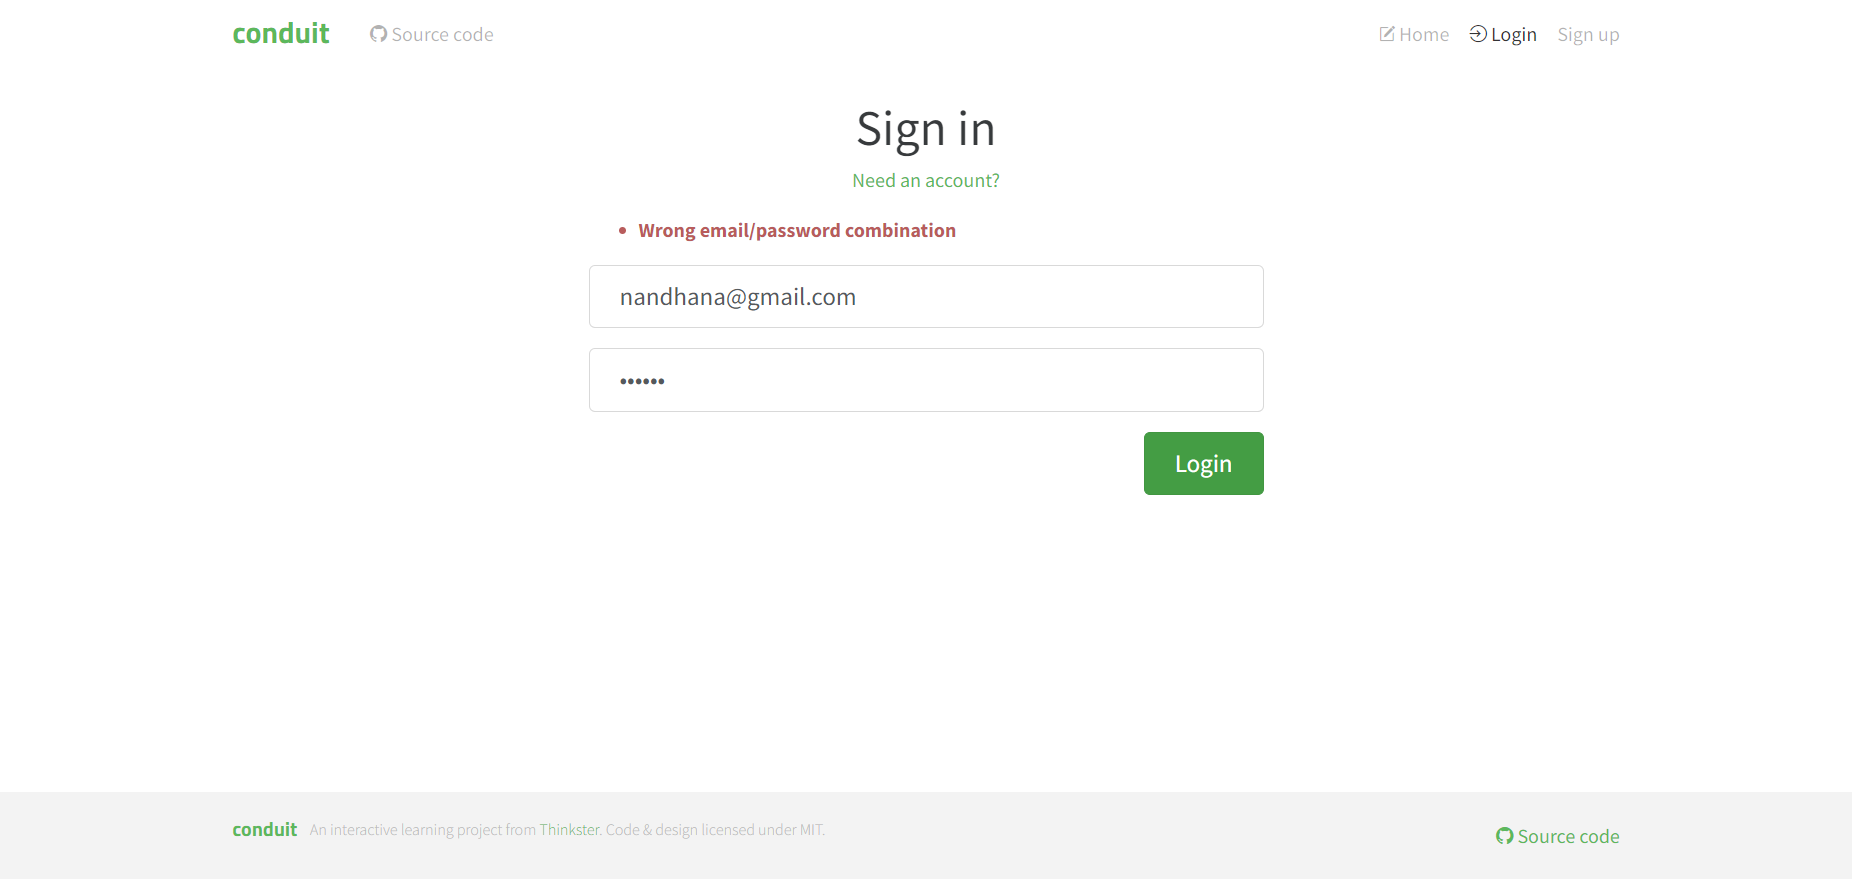 conduit Source code Home Login Sign up
Sign in
Need an account?
• Wrong email/password combination
nandhana@gmail.com
••••••
Login
conduit An interactive learning project from Thinkster. Code & design licensed under MIT.
Source code